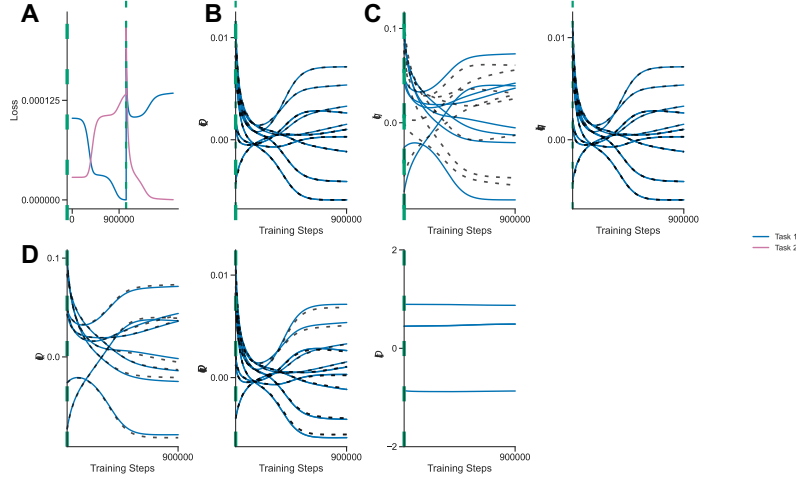 A
B
C
D
Loss
0.000125
0.000000
0
900000
0.01
0.00
Training Steps
900000
0.1
0.0
Training Steps
900000
0.01
0.00
Training Steps
900000
Task 1
Task 2
0.1
0.0
Training Steps
900000
0.01
0.00
Training Steps
900000
2
0
−2
Training Steps
900000